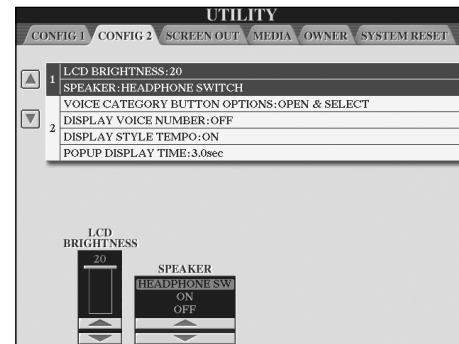 UTILITY
CONFIG 1 CONFIG 2 SCREEN OUT MEDIA OWNER SYSTEM RESET
1 LCD BRIGHTNESS:20
SPEAKER:HEADPHONE SWITCH
2 VOICE CATEGORY BUTTON OPTIONS:OPEN & SELECT
DISPLAY VOICE NUMBER:OFF
DISPLAY STYLE TEMPO:ON
POPUP DISPLAY TIME:3.0sec
LCD
BRIGHTNESS
20
SPEAKER
HEADPHONE SW
ON
OFF